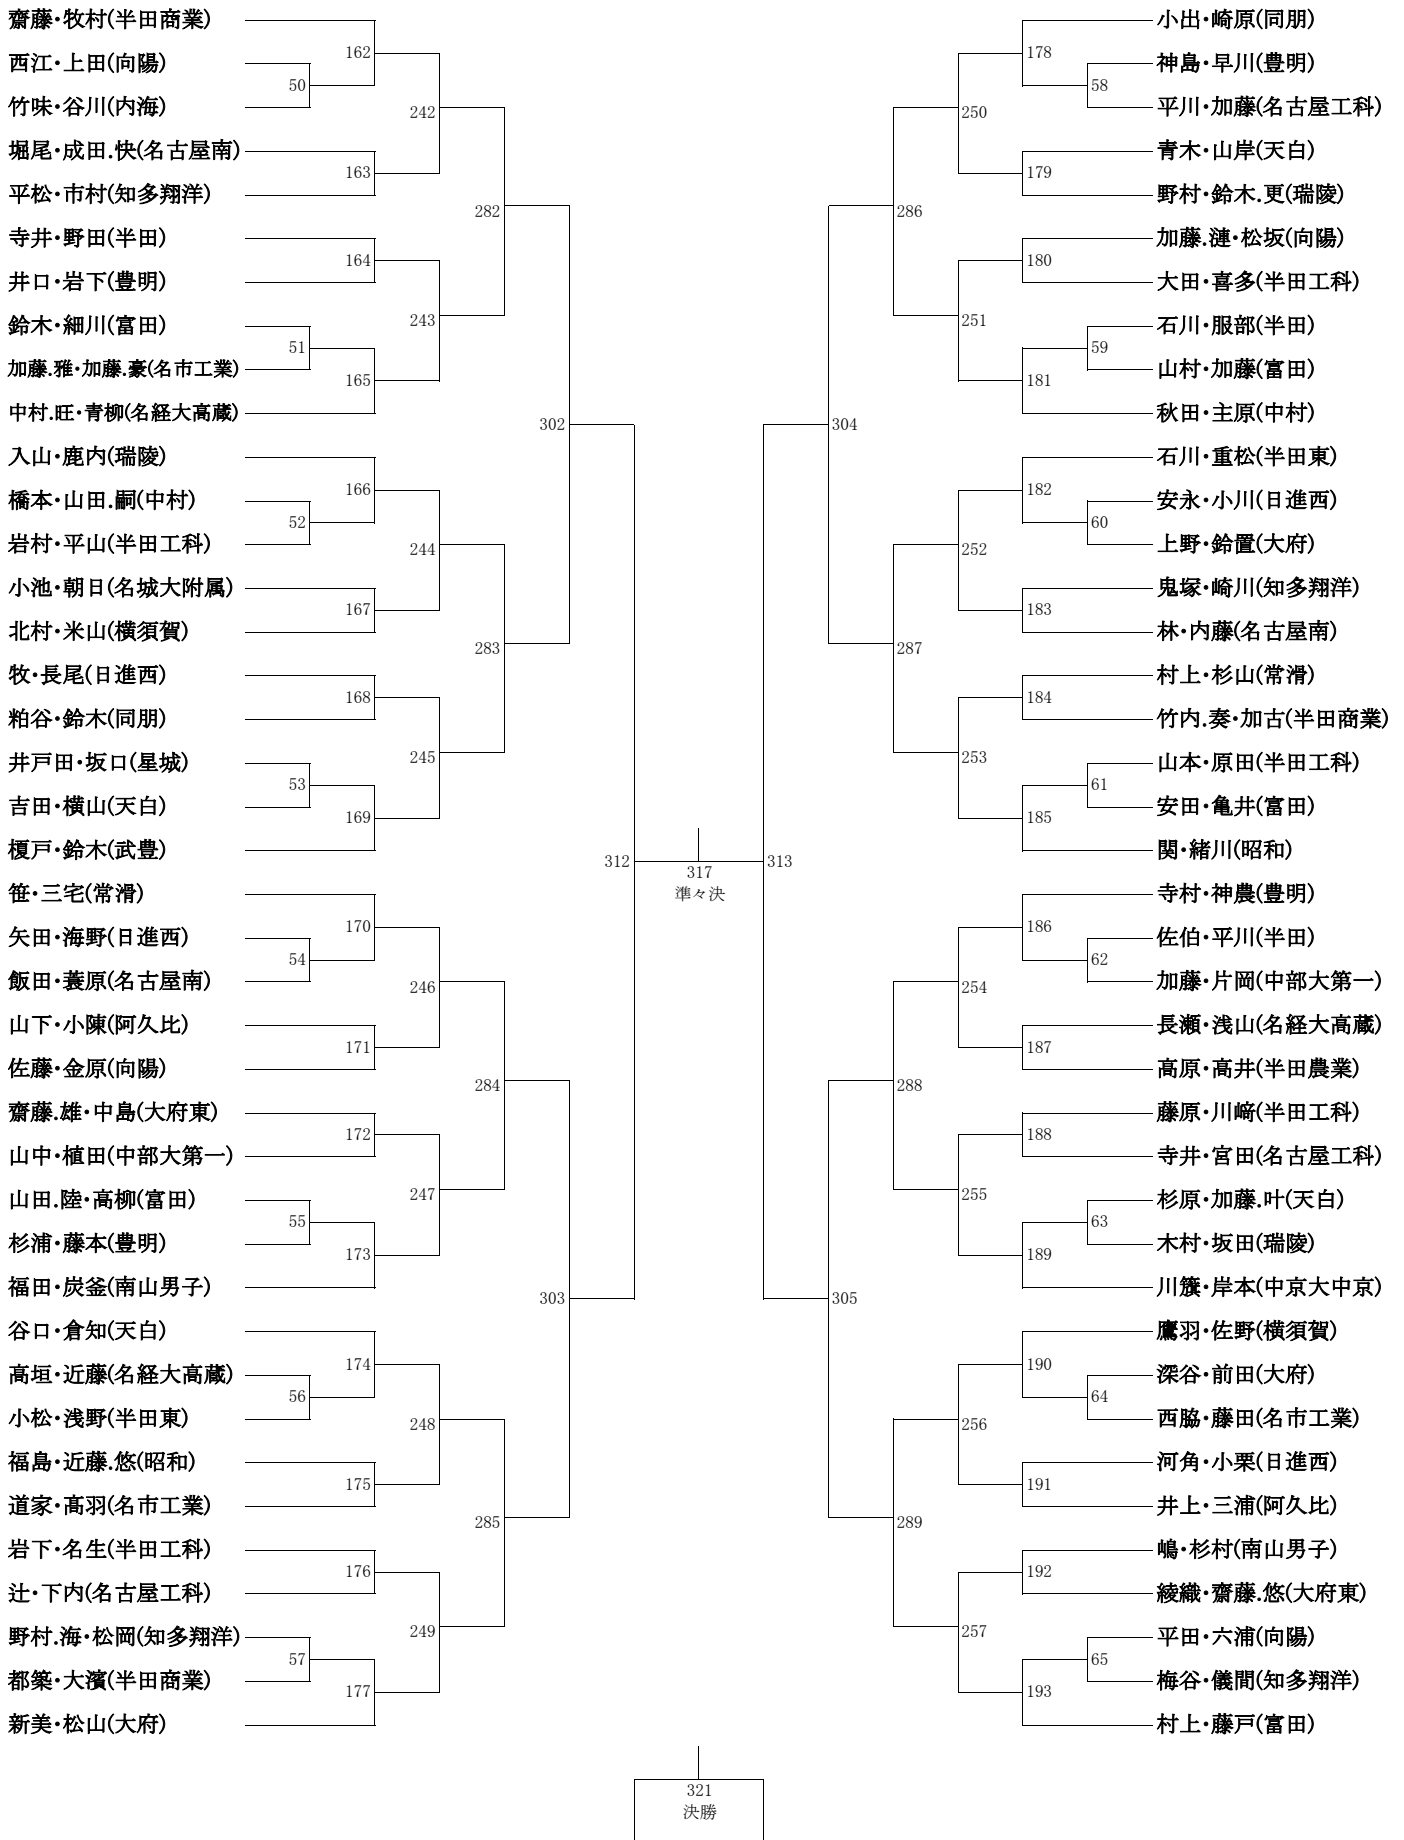 齋藤・牧村(半田商業)
西江・上田(向陽)
竹味・谷川(内海)
堀尾・成田.快(名古屋南)
平松・市村(知多翔洋)
寺井・野田(半田)
井口・岩下(豊明)
鈴木・細川(富田)
加藤.雅・加藤.豪(名市工業)
中村.旺・青柳(名経大高蔵)
入山・鹿内(瑞陵)
橋本・山田.嗣(中村)
岩村・平山(半田工科)
小池・朝日(名城大附属)
北村・米山(横須賀)
牧・長尾(日進西)
粕谷・鈴木(同朋)
井戸田・坂口(星城)
吉田・横山(天白)
榎戸・鈴木(武豊)
笹・三宅(常滑)
矢田・海野(日進西)
飯田・蓑原(名古屋南)
山下・小陳(阿久比)
佐藤・金原(向陽)
齋藤.雄・中島(大府東)
山中・植田(中部大第一)
山田.陸・高柳(富田)
杉浦・藤本(豊明)
福田・炭釜(南山男子)
谷口・倉知(天白)
高垣・近藤(名経大高蔵)
小松・浅野(半田東)
福島・近藤.悠(昭和)
道家・髙羽(名市工業)
岩下・名生(半田工科)
辻・下内(名古屋工科)
野村.海・松岡(知多翔洋)
都築・大濱(半田商業)
新美・松山(大府)
50
51
52
53
54
55
56
57
162
163
164
165
166
167
168
169
170
171
172
173
174
175
176
177
242
243
244
245
246
247
248
249
282
283
284
285
302
303
312
317
準々決
321
決勝
313
304
305
286
287
288
289
250
251
252
253
254
255
256
257
178
179
180
181
182
183
184
185
186
187
188
189
190
191
192
193
58
59
60
61
62
63
64
65
小出・崎原(同朋)
神島・早川(豊明)
平川・加藤(名古屋工科)
青木・山岸(天白)
野村・鈴木.更(瑞陵)
加藤.漣・松坂(向陽)
大田・喜多(半田工科)
石川・服部(半田)
山村・加藤(富田)
秋田・主原(中村)
石川・重松(半田東)
安永・小川(日進西)
上野・鈴置(大府)
鬼塚・崎川(知多翔洋)
林・内藤(名古屋南)
村上・杉山(常滑)
竹内.奏・加古(半田商業)
山本・原田(半田工科)
安田・亀井(富田)
関・緒川(昭和)
寺村・神農(豊明)
佐伯・平川(半田)
加藤・片岡(中部大第一)
長瀬・浅山(名経大高蔵)
高原・高井(半田農業)
藤原・川﨑(半田工科)
寺井・宮田(名古屋工科)
杉原・加藤.叶(天白)
木村・坂田(瑞陵)
川籏・岸本(中京大中京)
鷹羽・佐野(横須賀)
深谷・前田(大府)
西脇・藤田(名市工業)
河角・小栗(日進西)
井上・三浦(阿久比)
嶋・杉村(南山男子)
綾織・齋藤.悠(大府東)
平田・六浦(向陽)
梅谷・儀間(知多翔洋)
村上・藤戸(富田)